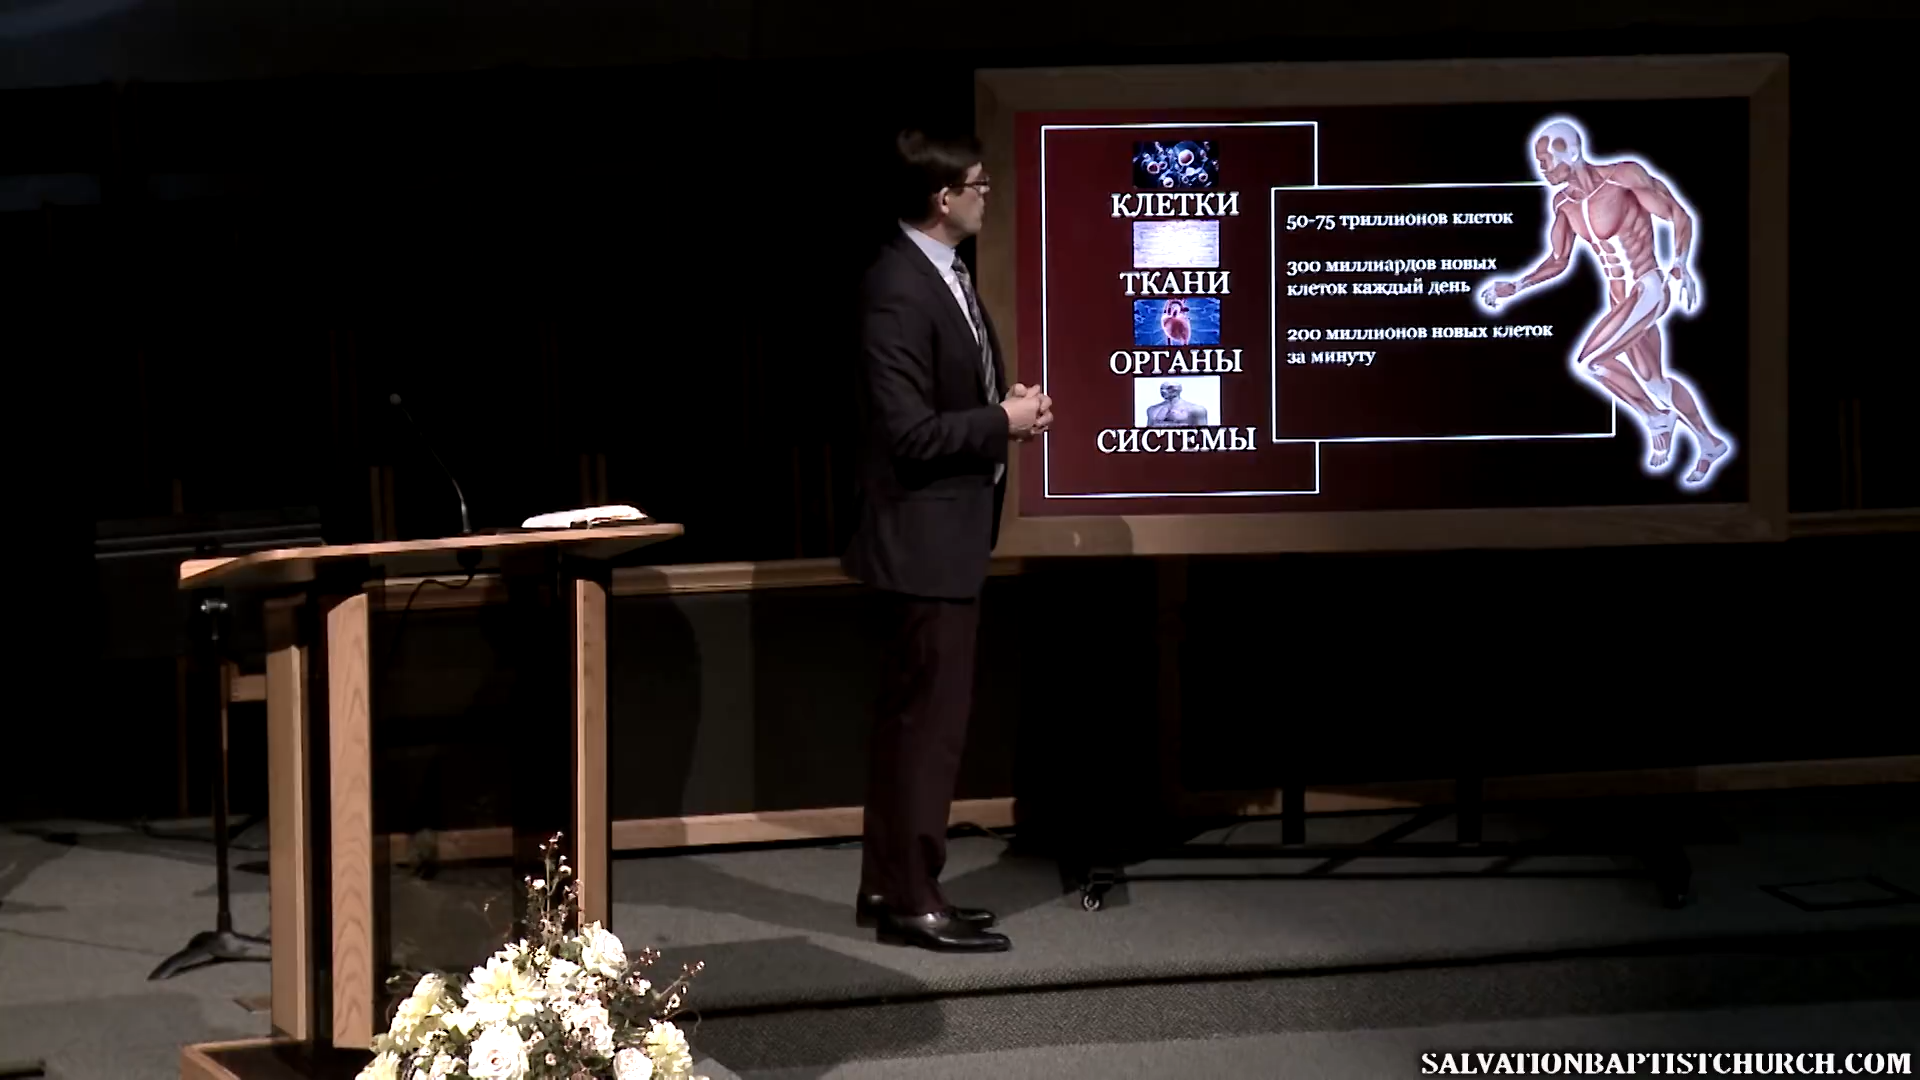 КЛЕТКИ
ТКАНИ
ОРГАНЫ
СИСТЕМЫ
50-75 триллионов клеток
300 миллиардов новых
клеток каждый день
200 миллионов новых клеток
за минуту
SALVATIONBAPTISTCHURCH.COM